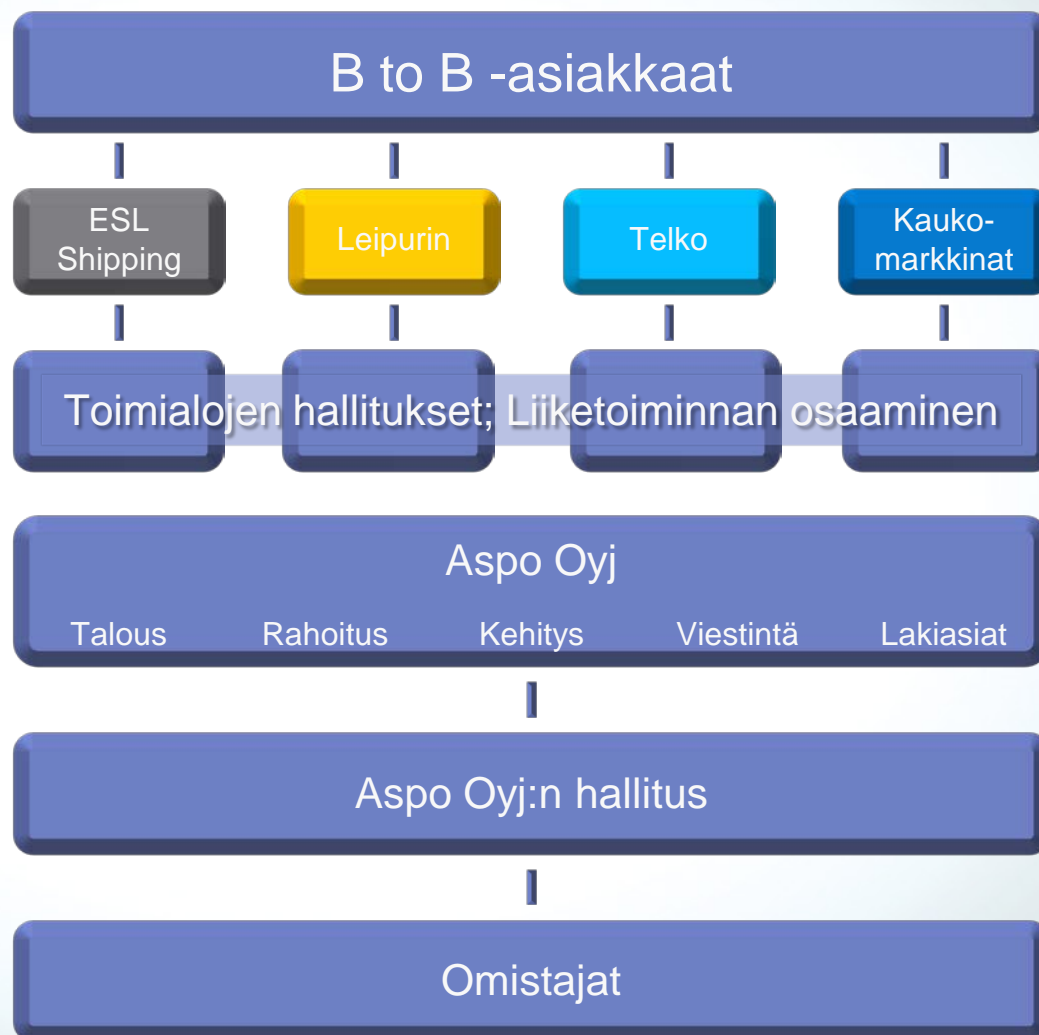 B to B -asiakkaat
ESL
Shipping
Leipurin
Telko
Kauko-
markkinat
Toimialojen hallitukset; Liiketoiminnan osaaminen
Aspo Oyj
Talous Rahoitus Kehitys Viestintä Lakiasiat
Aspo Oyj:n hallitus
Omistajat